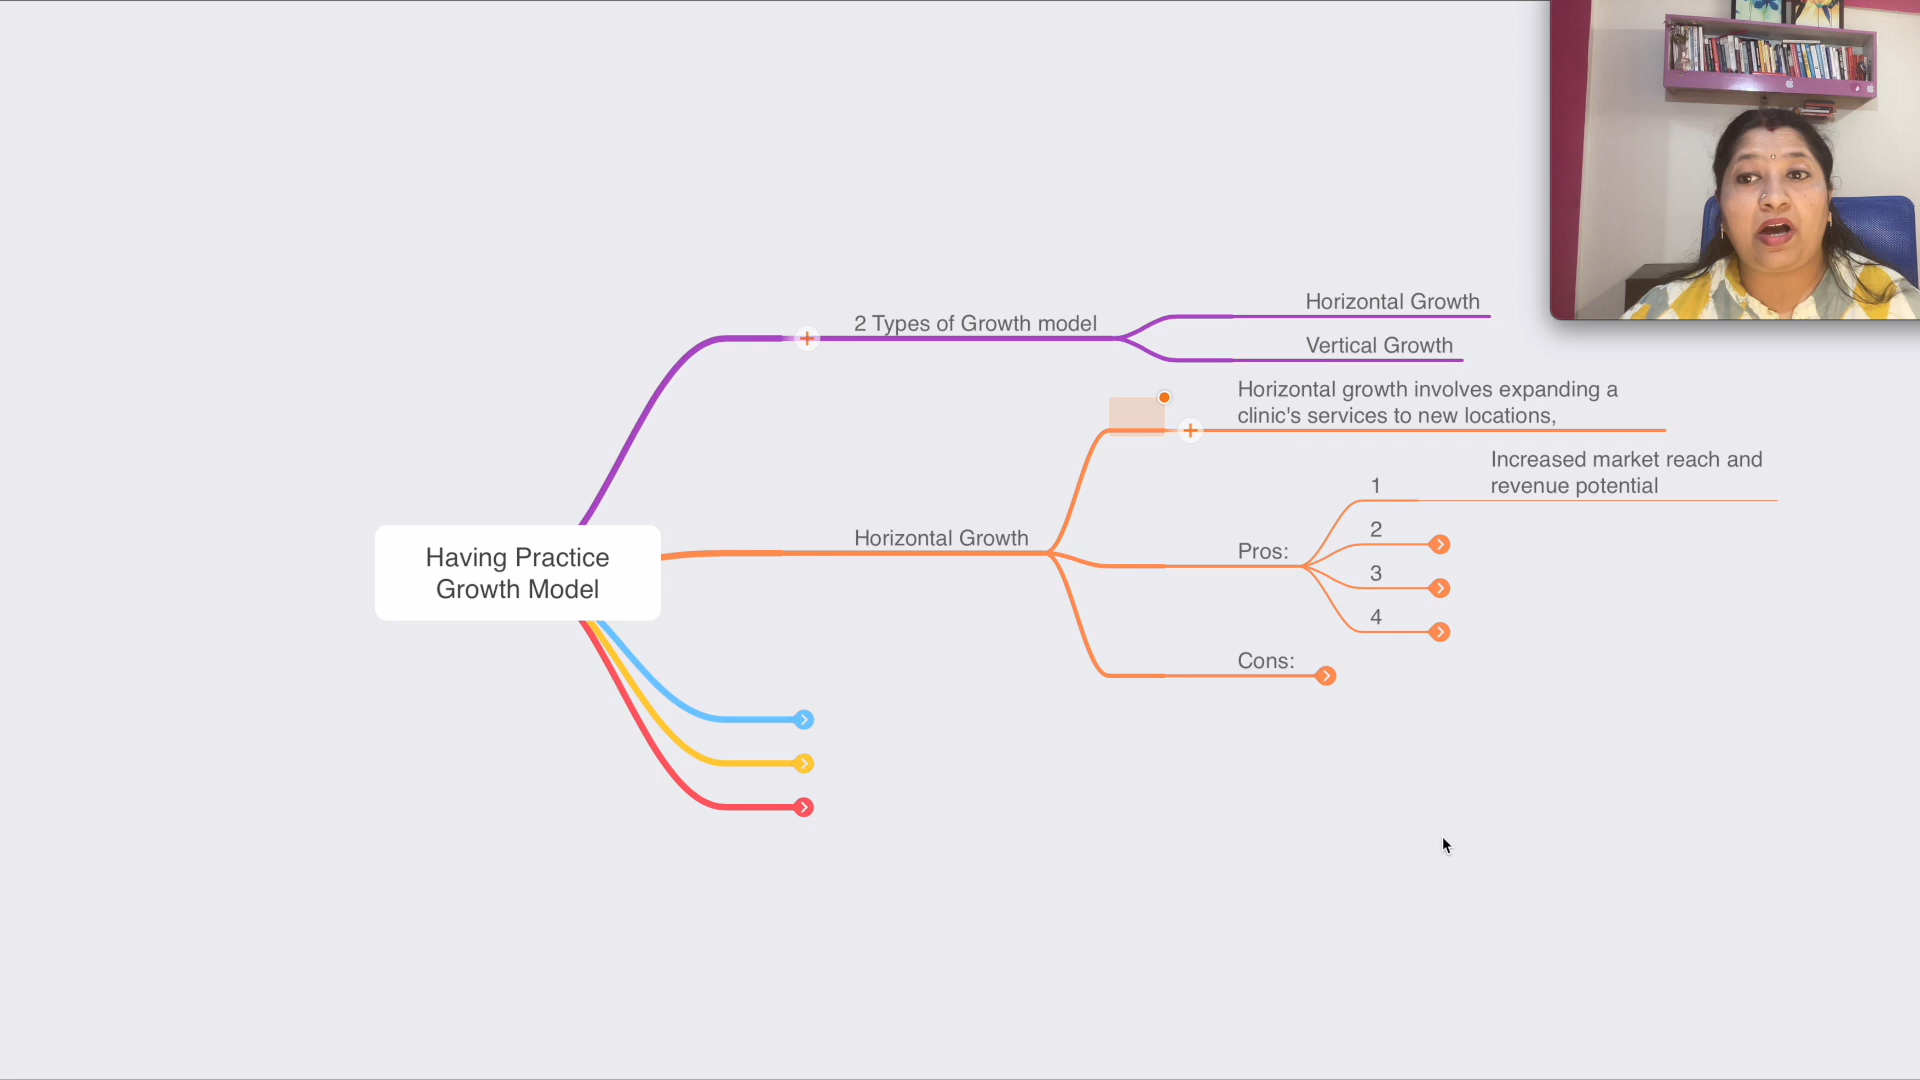 2 Types of Growth model
Horizontal Growth
Vertical Growth
Horizontal growth involves expanding a
clinic's services to new locations,
Horizontal Growth
Pros:
1
Increased market reach and
revenue potential
2
3
4
Cons:
Having Practice
Growth Model